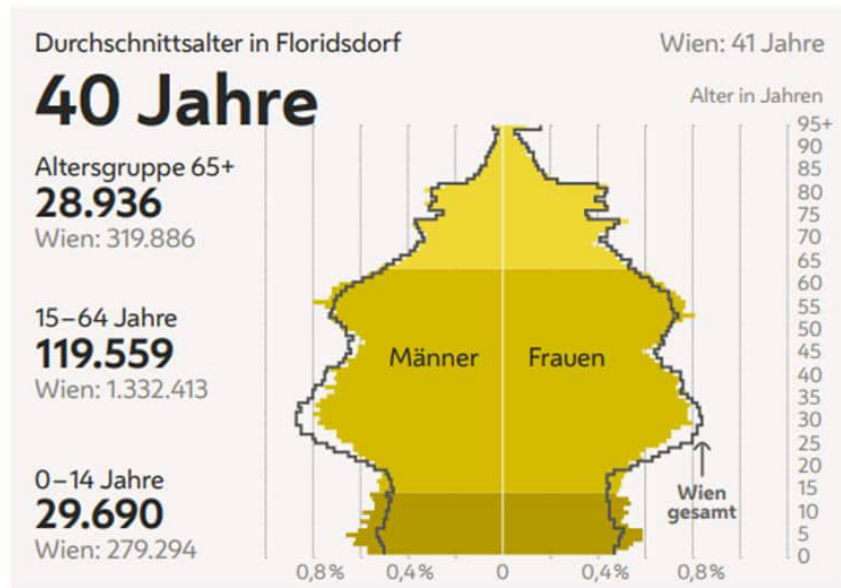 Durchschnittsalter in Floridsdorf
Wien: 41 Jahre
40 Jahre
Alter in Jahren
Altersgruppe 65+
28.936
Wien: 319.886
15–64 Jahre
119.559
Wien: 1.332.413
0–14 Jahre
29.690
Wien: 279.294
Männer
Frauen
Wien
gesamt
95+
90
85
80
75
70
65
60
55
50
45
40
35
30
25
20
15
10
5
0
0,8% 0,4% 0 0,4% 0,8%